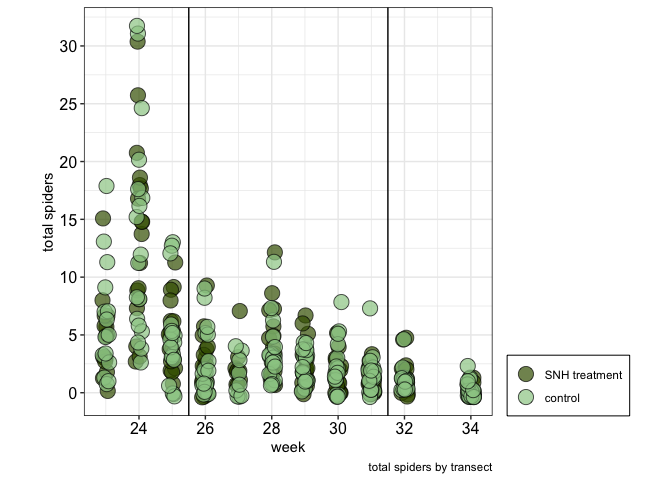 30
25
20
15
10
5
0
total spiders
24 26 28 30 32 34
week
SNH treatment
control
total spiders by transect